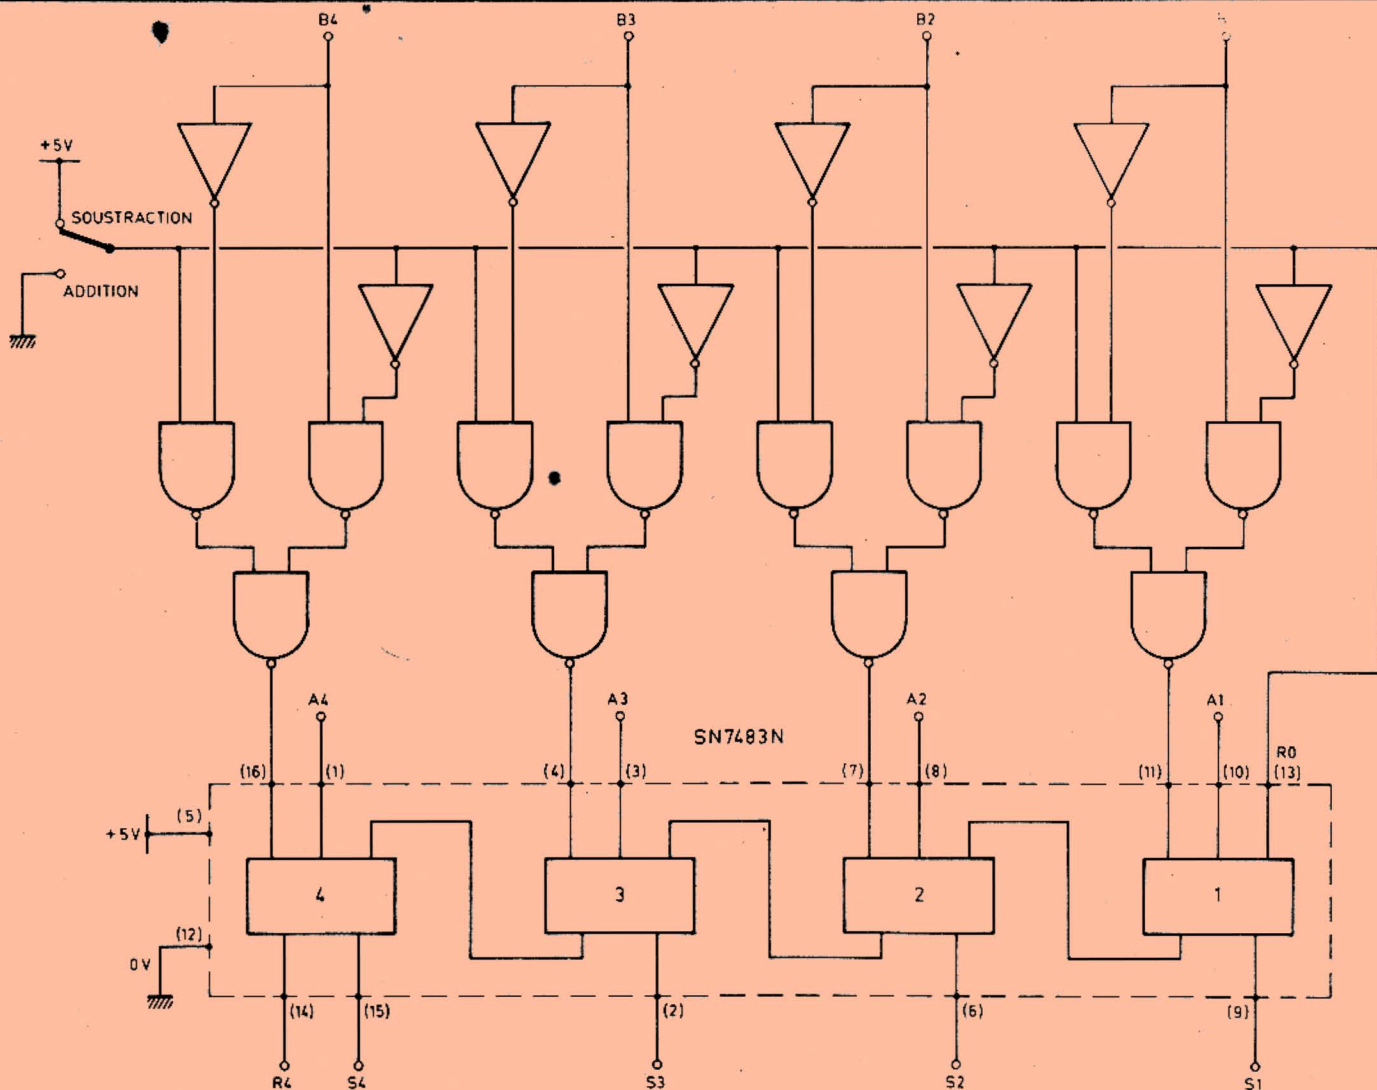 B4 B3 B2
+5V
SOUSTRACTION
ADDITION
A4 A3 A2 A1
SN7483N
R0
(16) (1) (4) (3) (7) (8) (11) (10) (13)
(5)
+5V
4 3 2 1
(12)
0V
(14) (15) (2) (6) (9)
R4 S4 S3 S2 S1